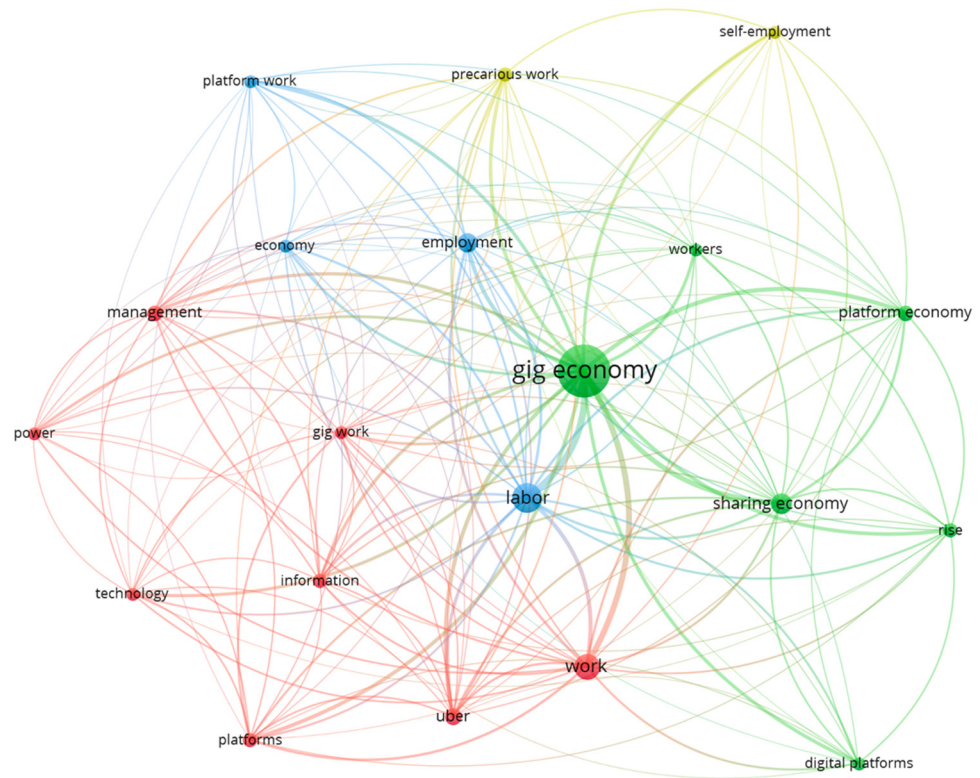 self-employment
precarious work
platform work
economy
employment
workers
management
platform economy
gig economy
power
gig work
labor
sharing economy
rise
information
technology
work
uber
platforms
digital platforms